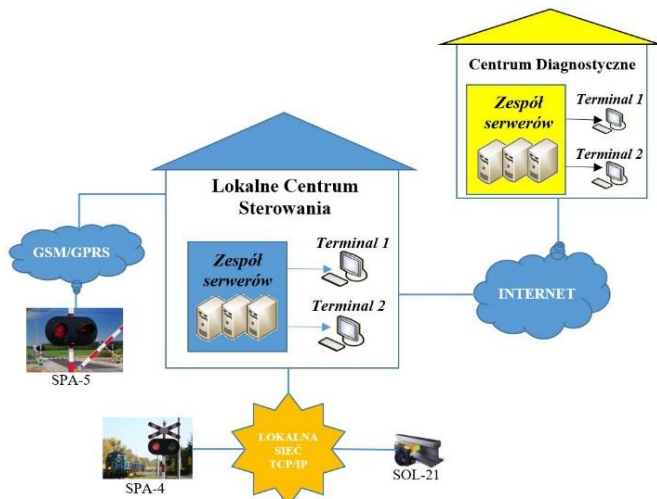 Centrum Diagnostyczne
Zespół
serwerów
Terminal 1
Terminal 2
Lokalne Centrum
Sterowania
Zespół
serwerów
Terminal 1
Terminal 2
GSM/GPRS
INTERNET
SPA-5
LOKALNA
SIEĆ
TCP/IP
SPA-4
SOL-21